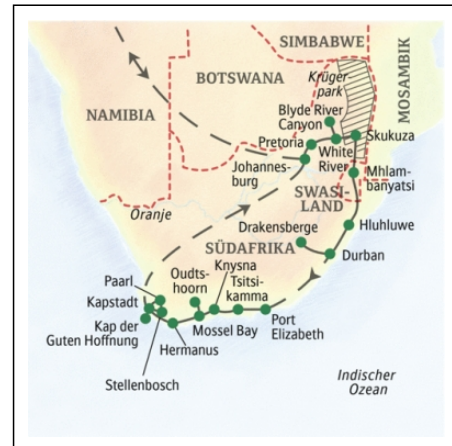 SIMBABWE
MOSAMBIK
BOTSWANA
Krüger-
park
NAMIBIA
Blyde River
Canyon
Skukuza
Pretoria
White
River
Johannes-
burg
Mhlam-
banyatsi
SWASI-
LAND
Oranje
Drakensberge
Hluhluwe
SÜDAFRIKA
Durban
Knysna
Paarl
Oudts-
hoorn
Tsitsi-
kamma
Kapstadt
Kap der
Guten Hoffnung
Mossel Bay
Port
Elizabeth
Hermanus
Stellenbosch
Indischer
Ozean